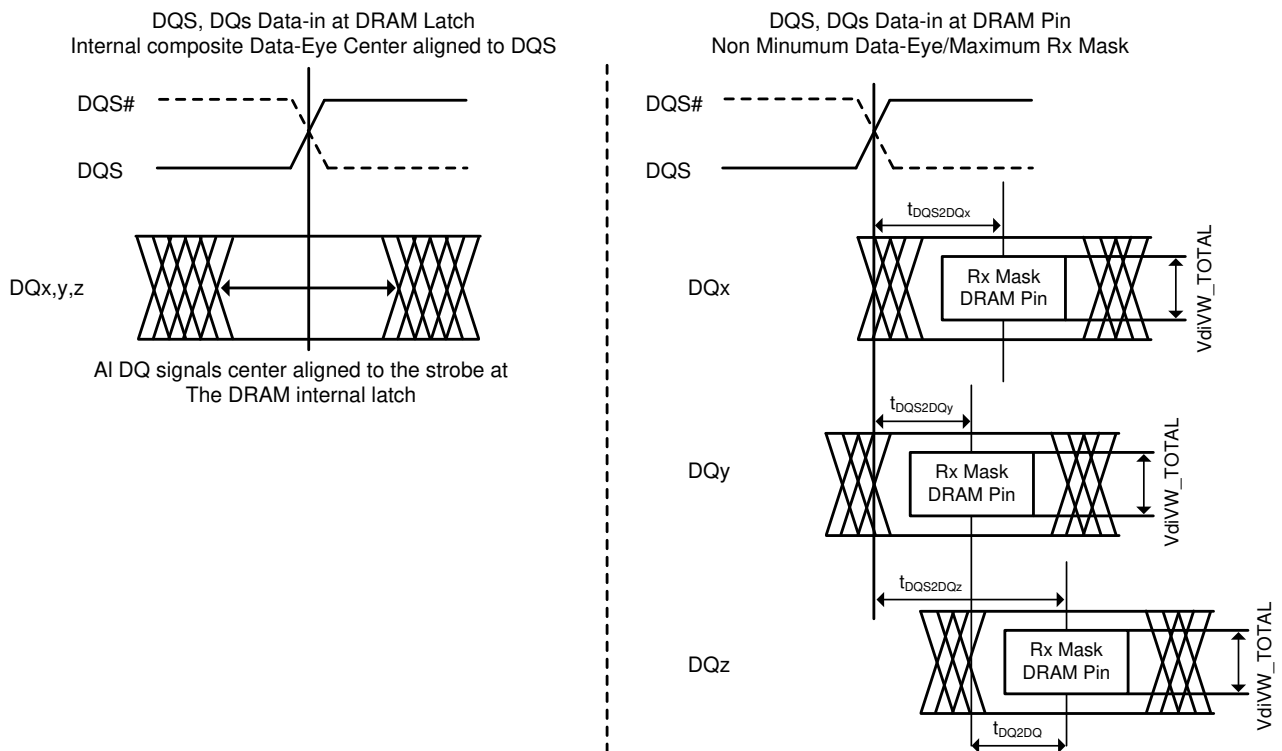 DQS, DQs Data-in at DRAM Latch
Internal composite Data-Eye Center aligned to DQS
DQS#
DQS
DQx,y,z
Al DQ signals center aligned to the strobe at
The DRAM internal latch
DQS, DQs Data-in at DRAM Pin
Non Minumum Data-Eye/Maximum Rx Mask
DQS#
DQS
tDQS2DQx
DQx
Rx Mask
DRAM Pin
VdiVW_TOTAL
tDQS2DQy
DQy
Rx Mask
DRAM Pin
VdiVW_TOTAL
tDQS2DQz
DQz
Rx Mask
DRAM Pin
VdiVW_TOTAL
tDQ2DQ